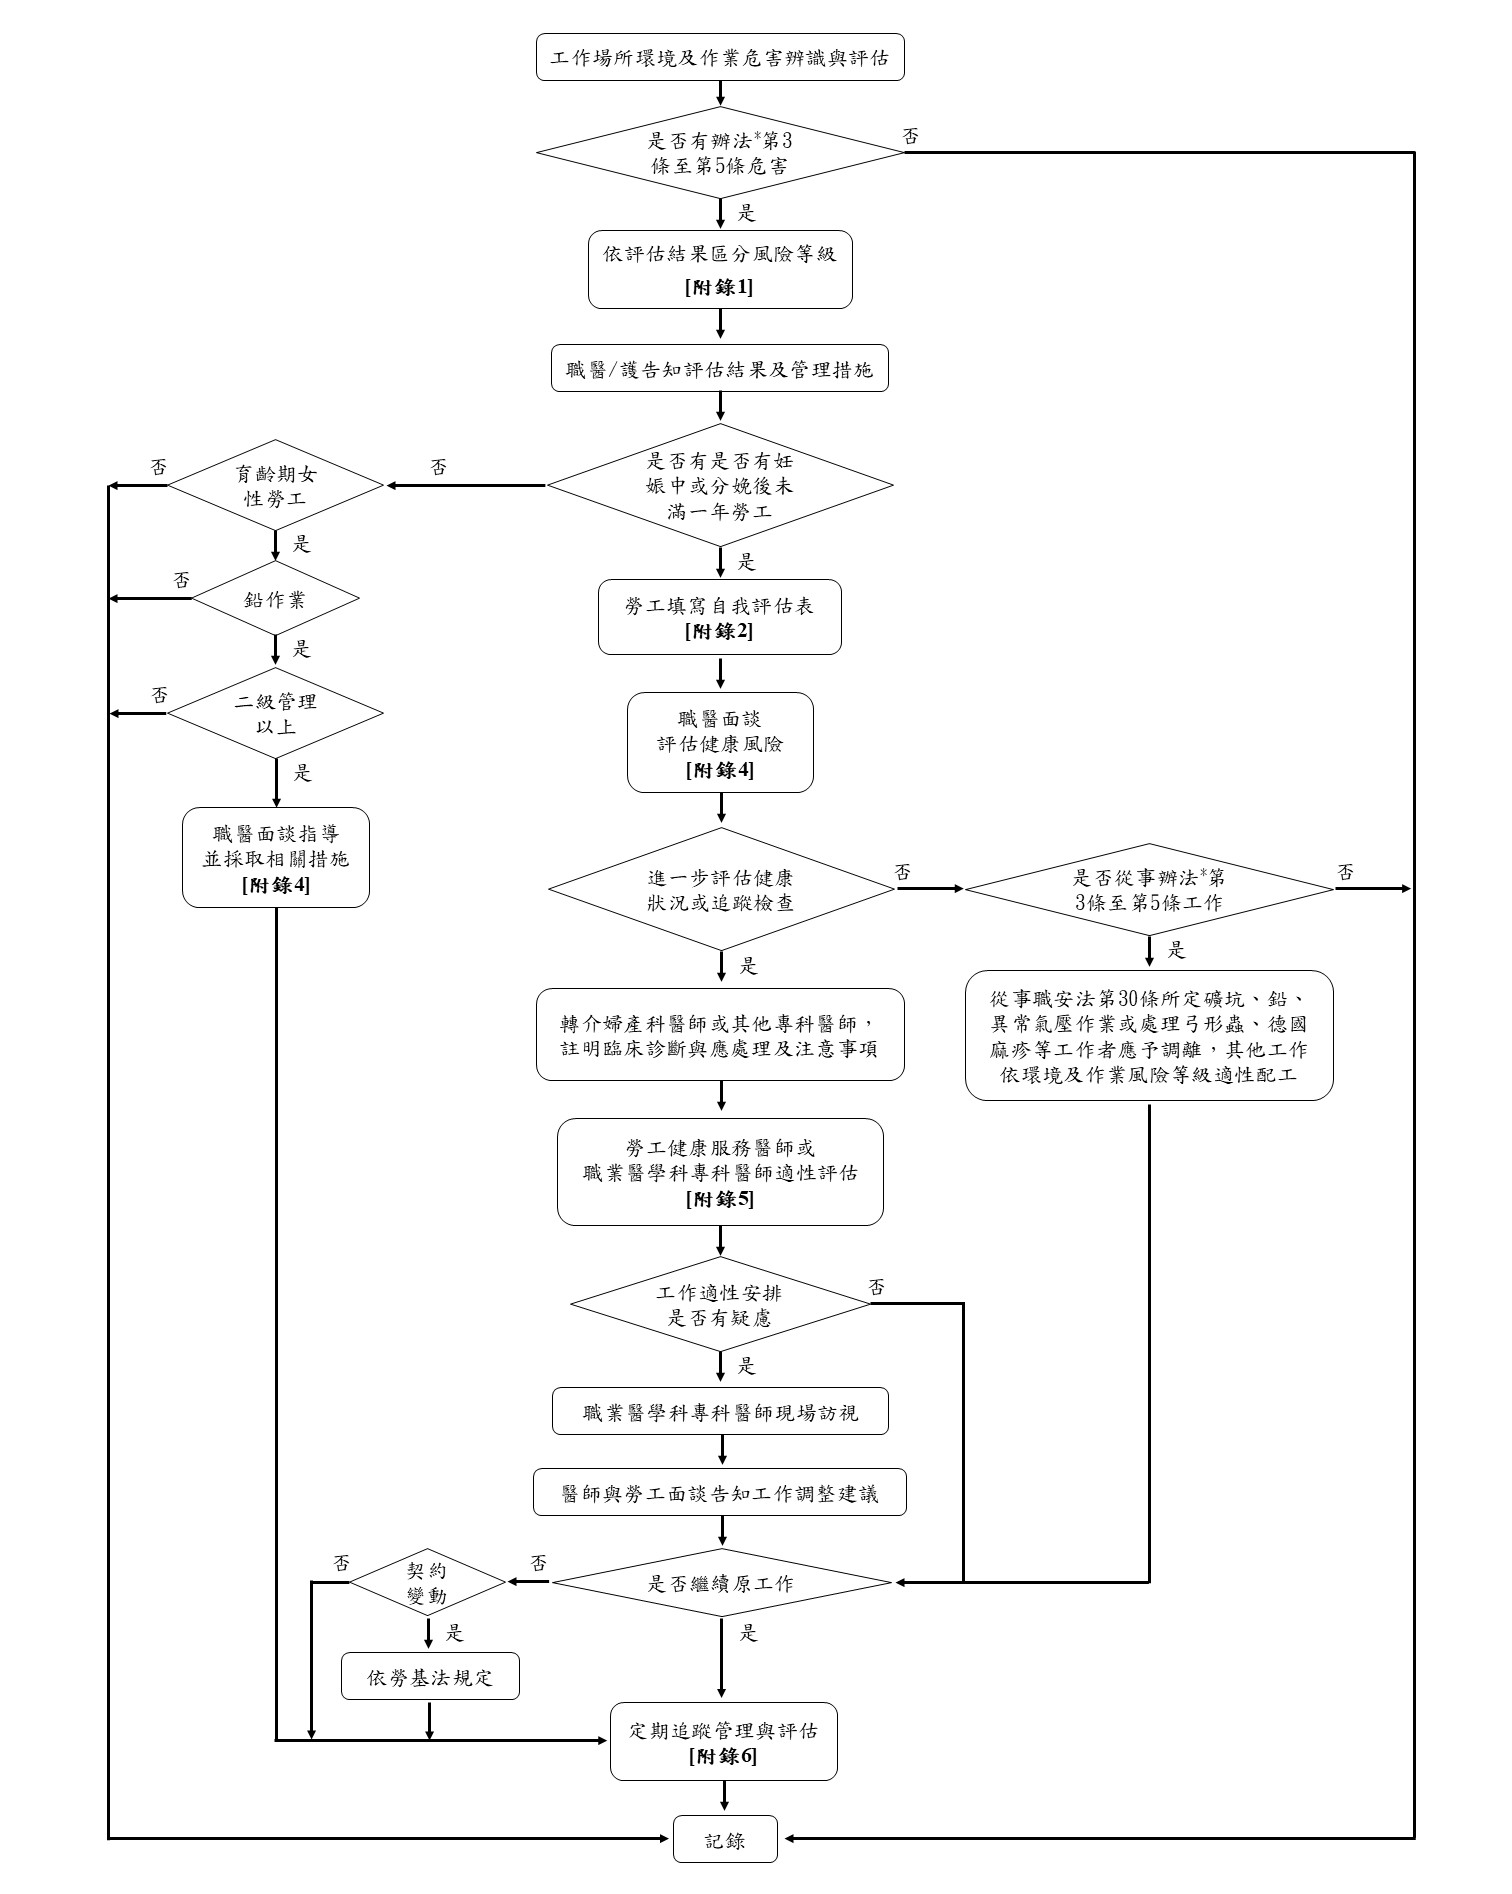 工作場所環境及作業危害辨識與評估
是否有辦法*第3
條至第5條危害
否
是
依評估結果區分風險等級
[附錄1]
職醫/護告知評估結果及管理措施
是否有是否有妊
娠中或分娩後未
滿一年勞工
否
育齡期女
性勞工
否
是
鉛作業
否
是
二級管理
以上
否
是
職醫面談指導
並採取相關措施
[附錄4]
是
勞工填寫自我評估表
[附錄2]
職醫面談
評估健康風險
[附錄4]
進一步評估健康
狀況或追蹤檢查
否
是否從事辦法*第
3條至第5條工作
否
是
從事職安法第30條所定礦坑、鉛、
異常氣壓作業或處理弓形蟲、德國
麻疹等工作者應予調離，其他工作
依環境及作業風險等級適性配工
是
轉介婦產科醫師或其他專科醫師，
註明臨床診斷與應處理及注意事項
勞工健康服務醫師或
職業醫學科專科醫師適性評估
[附錄5]
工作適性安排
是否有疑慮
否
是
職業醫學科專科醫師現場訪視
醫師與勞工面談告知工作調整建議
是否繼續原工作
否
契約
變動
否
是
依勞基法規定
是
定期追蹤管理與評估
[附錄6]
記錄